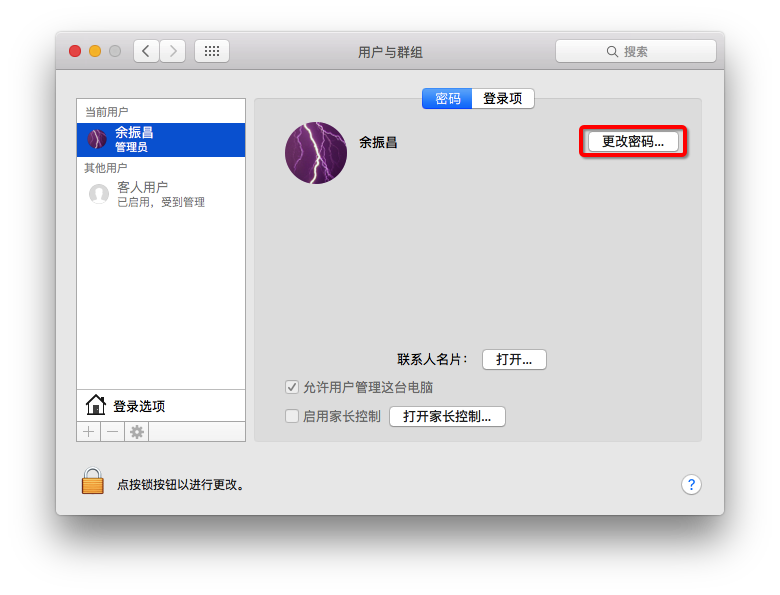 用户与群组
搜索
密码
登录项
当前用户
余振昌
管理员
其他用户
客人用户
已启用，受到管理
登录选项
余振昌
更改密码...
联系人名片：
打开...
允许用户管理这台电脑
启用家长控制
打开家长控制...
点按锁按钮以进行更改。
?